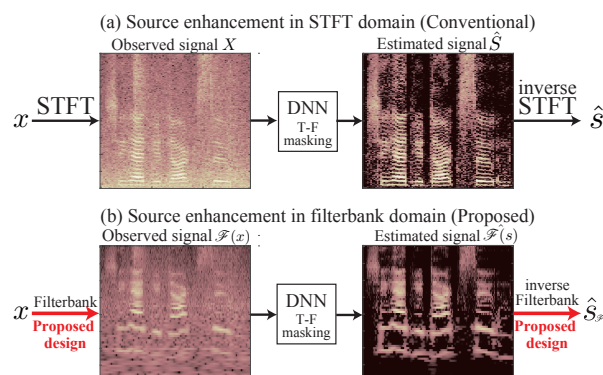 (a) Source enhancement in STFT domain (Conventional)
Observed signal X
Estimated signal Ŝ
x
STFT
DNN
T-F
masking
inverse
STFT
ŝ
(b) Source enhancement in filterbank domain (Proposed)
Observed signal ℱ(x)
Estimated signal ℱ̂(s)
x
Filterbank
Proposed
design
DNN
T-F
masking
inverse
Filterbank
Proposed
design
ŝℱ